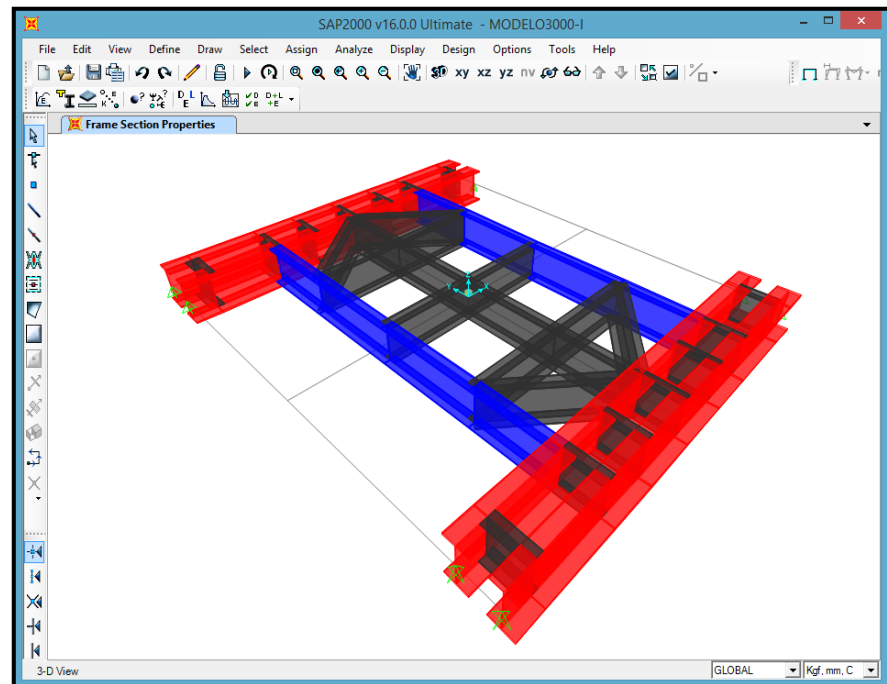 SAP2000 v16.0.0 Ultimate - MODELO3000-I
File Edit View Define Draw Select Assign Analyze Display Design Options Tools Help
3D xy xz yz nv
Frame Section Properties
Z
Y X
3-D View GLOBAL Kgf, mm, C